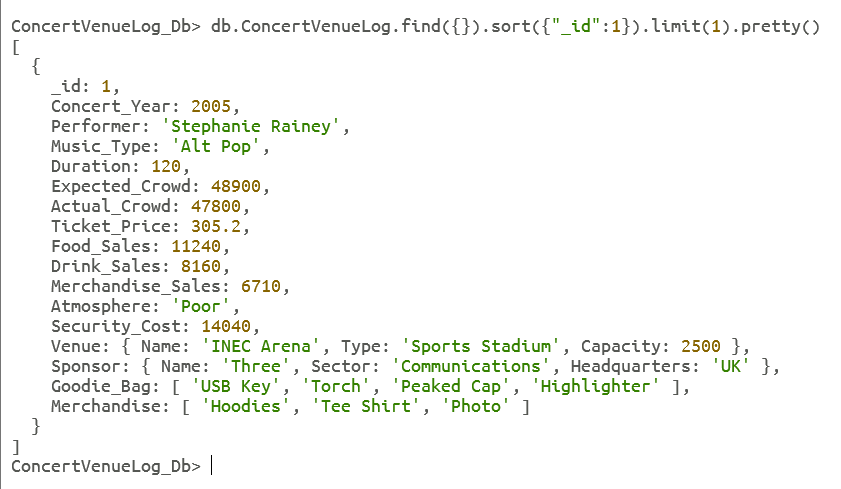 ConcertVenueLog_Db> db.ConcertVenueLog.find({}).sort({"_id":1}).limit(1).pretty()
[
  {
    _id: 1,
    Concert_Year: 2005,
    Performer: 'Stephanie Rainey',
    Music_Type: 'Alt Pop',
    Duration: 120,
    Expected_Crowd: 48900,
    Actual_Crowd: 47800,
    Ticket_Price: 305.2,
    Food_Sales: 11240,
    Drink_Sales: 8160,
    Merchandise_Sales: 6710,
    Atmosphere: 'Poor',
    Security_Cost: 14040,
    Venue: { Name: 'INEC Arena', Type: 'Sports Stadium', Capacity: 2500 },
    Sponsor: { Name: 'Three', Sector: 'Communications', Headquarters: 'UK' },
    Goodie_Bag: [ 'USB Key', 'Torch', 'Peaked Cap', 'Highlighter' ],
    Merchandise: [ 'Hoodies', 'Tee Shirt', 'Photo' ]
  }
]
ConcertVenueLog_Db>